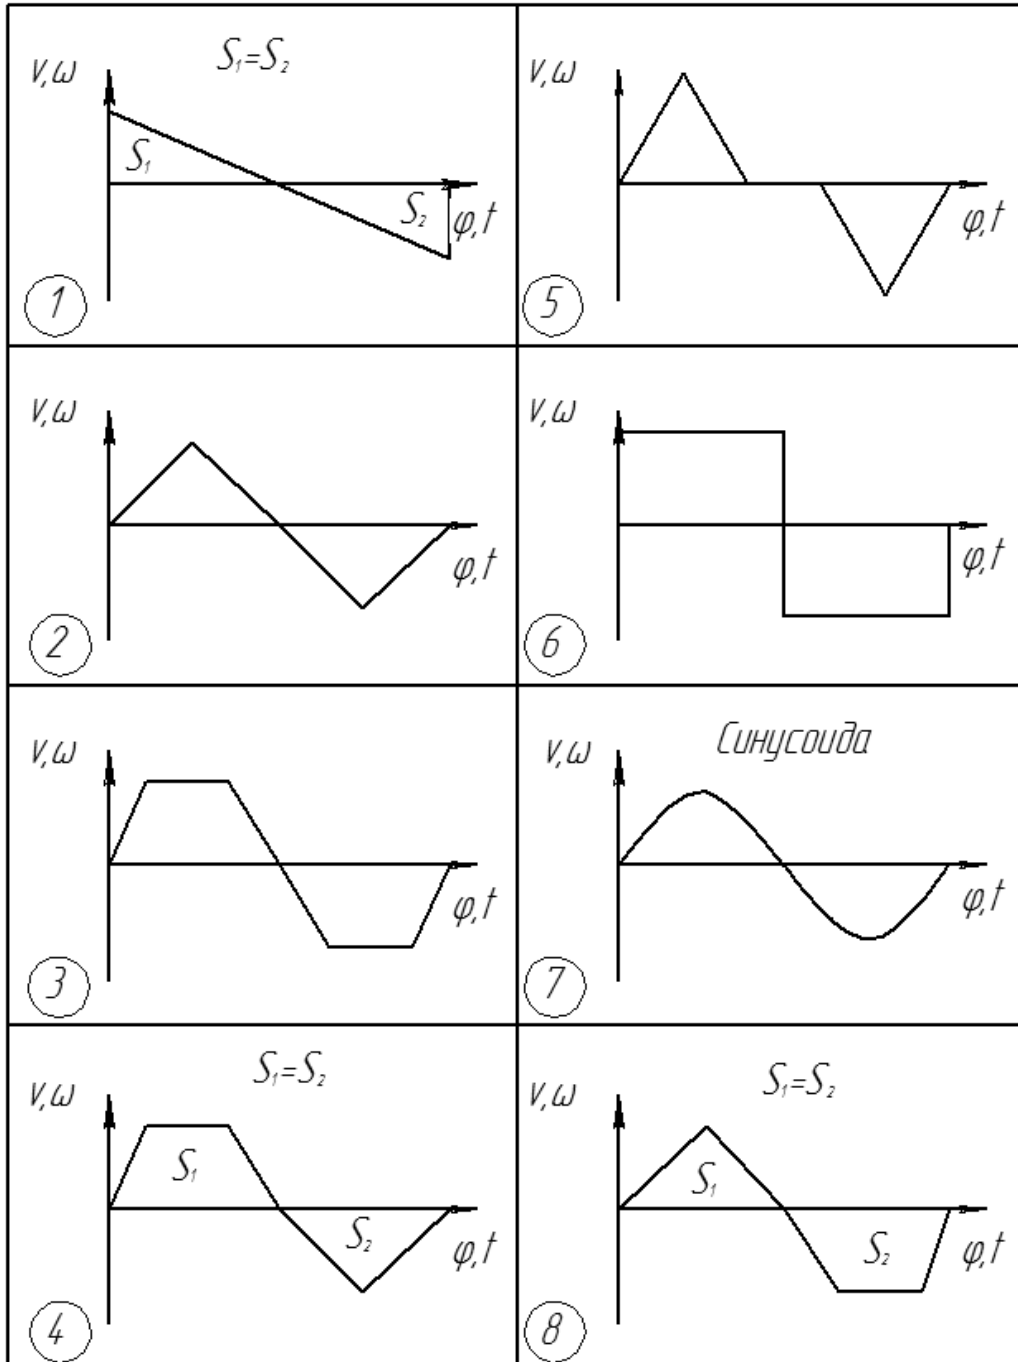 S₁=S₂
v,ω
S₁
S₂
φ,t
1
v,ω
φ,t
5
v,ω
φ,t
2
v,ω
φ,t
6
v,ω
φ,t
3
Синусоида
v,ω
φ,t
7
S₁=S₂
v,ω
S₁
S₂
φ,t
4
S₁=S₂
v,ω
S₁
S₂
φ,t
8